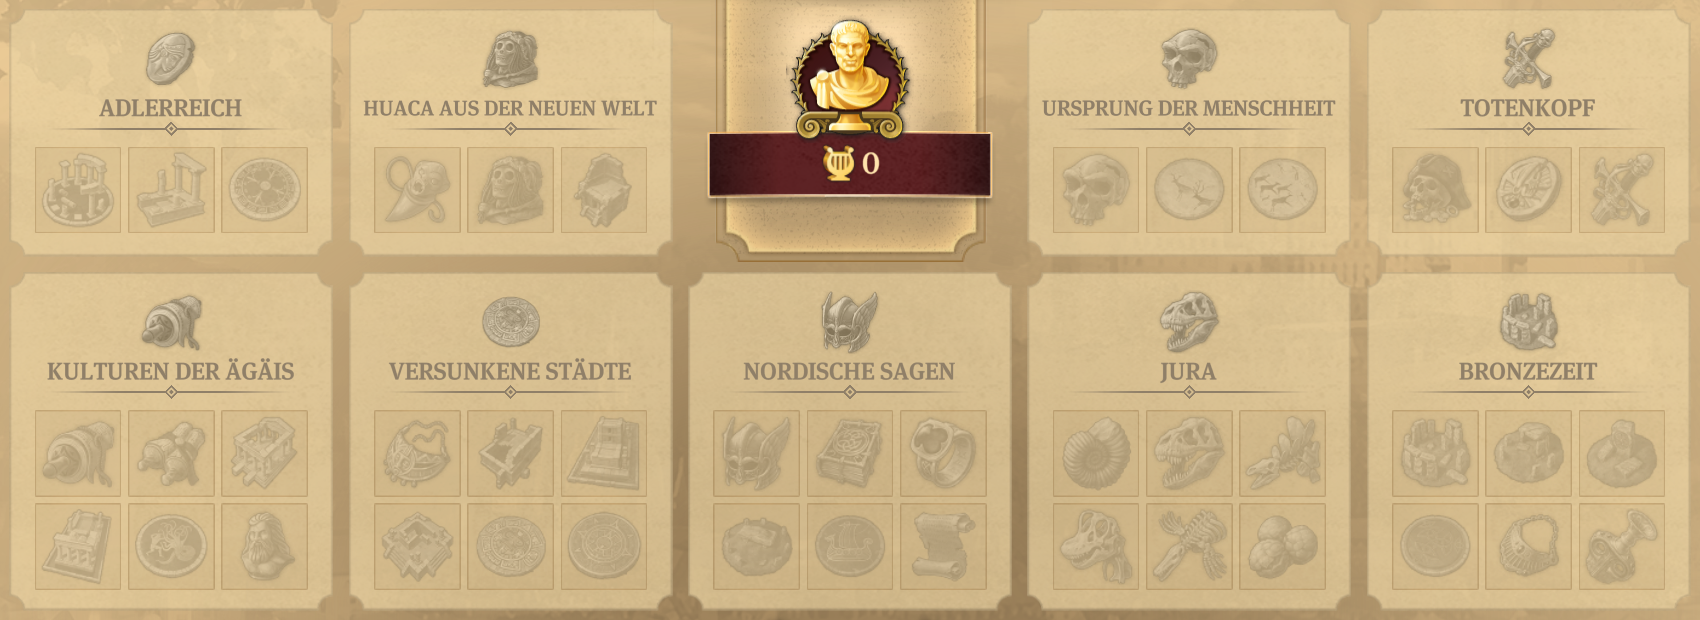 ADLERREICH
HUACA AUS DER NEUEN WELT
0
URSPRUNG DER MENSCHHEIT
TOTENKOPF
KULTUREN DER ÄGÄIS
VERSUNKENE STÄDTE
NORDISCHE SAGEN
JURA
BRONZEZEIT